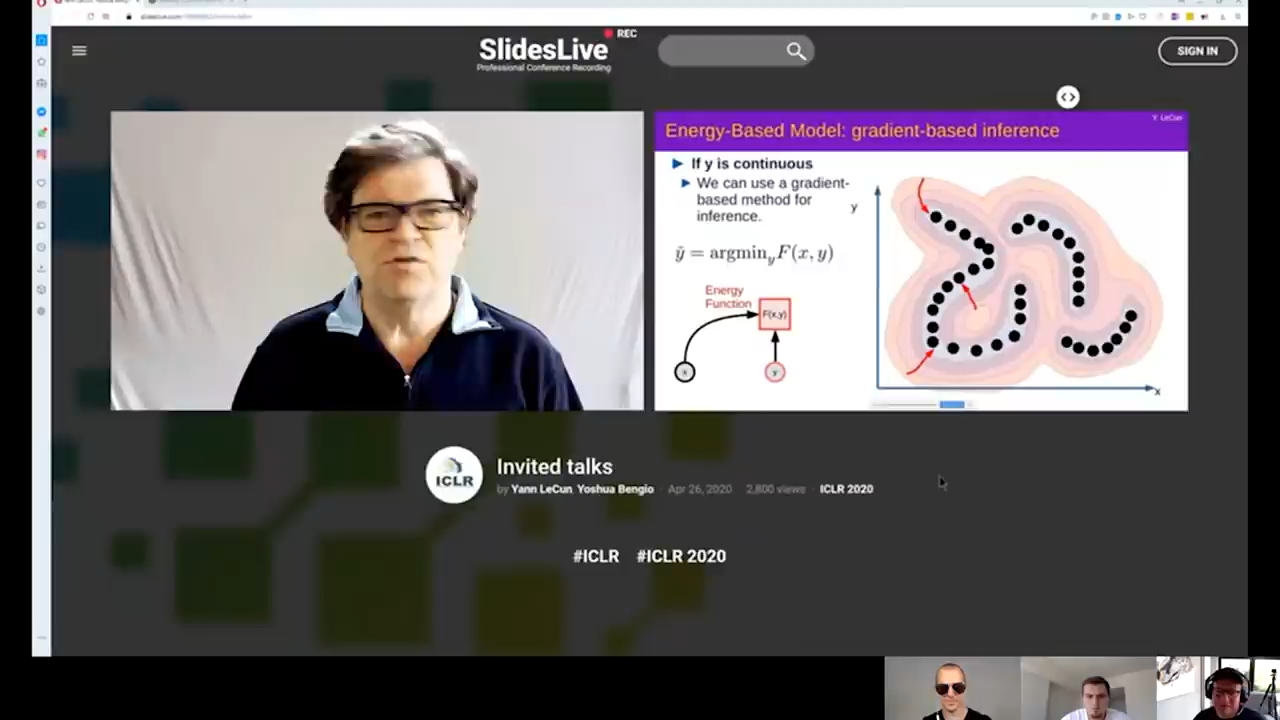 REC
SlidesLive
Professional Conference Recording
SIGN IN
Y. LeCun
Energy-Based Model: gradient-based inference
If y is continuous
We can use a gradient-
based method for
inference.
y̌ = argmin_y F(x, y)
Energy
Function
F(x,y)
x
y
y
x
ICLR
Invited talks
by Yann LeCun Yoshua Bengio · Apr 26, 2020 2,800 views · ICLR 2020
#ICLR #ICLR 2020